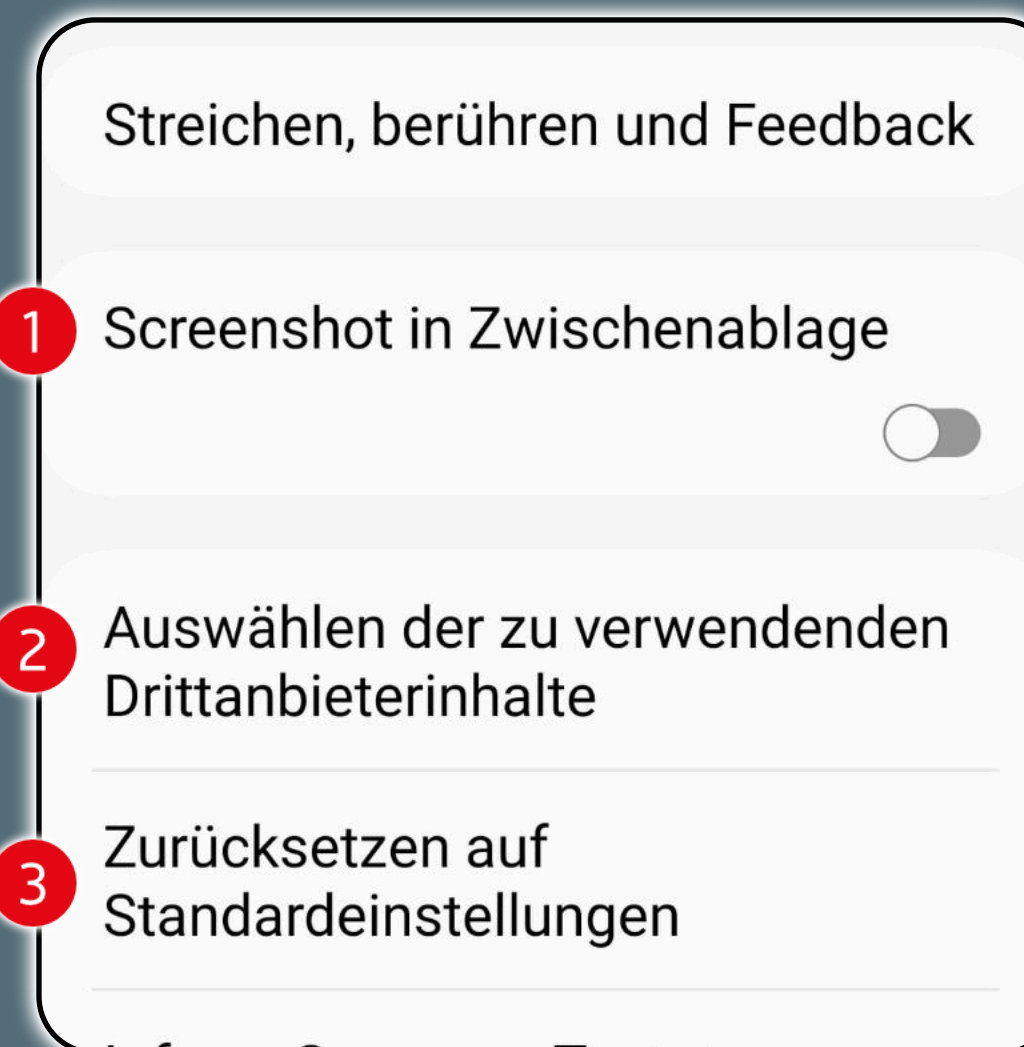 Streichen, berühren und Feedback
1 Screenshot in Zwischenablage
2 Auswählen der zu verwendenden
Drittanbieterinhalte
3 Zurücksetzen auf
Standardeinstellungen